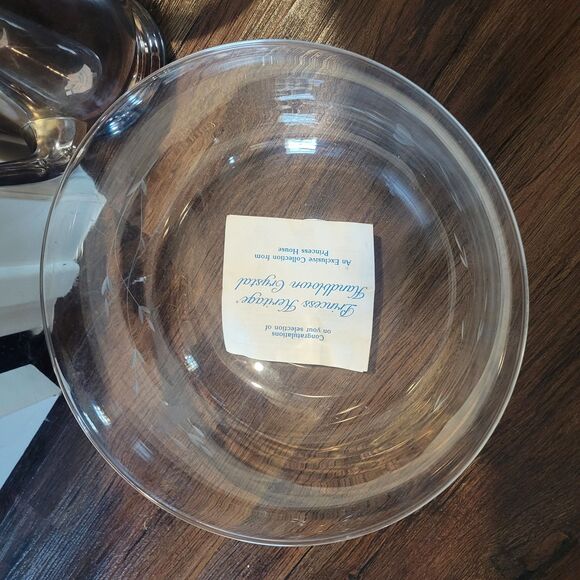 Congratulations
on your selection of
Princess Heritage®
Handblown Crystal
An Exclusive Collection from
Princess House